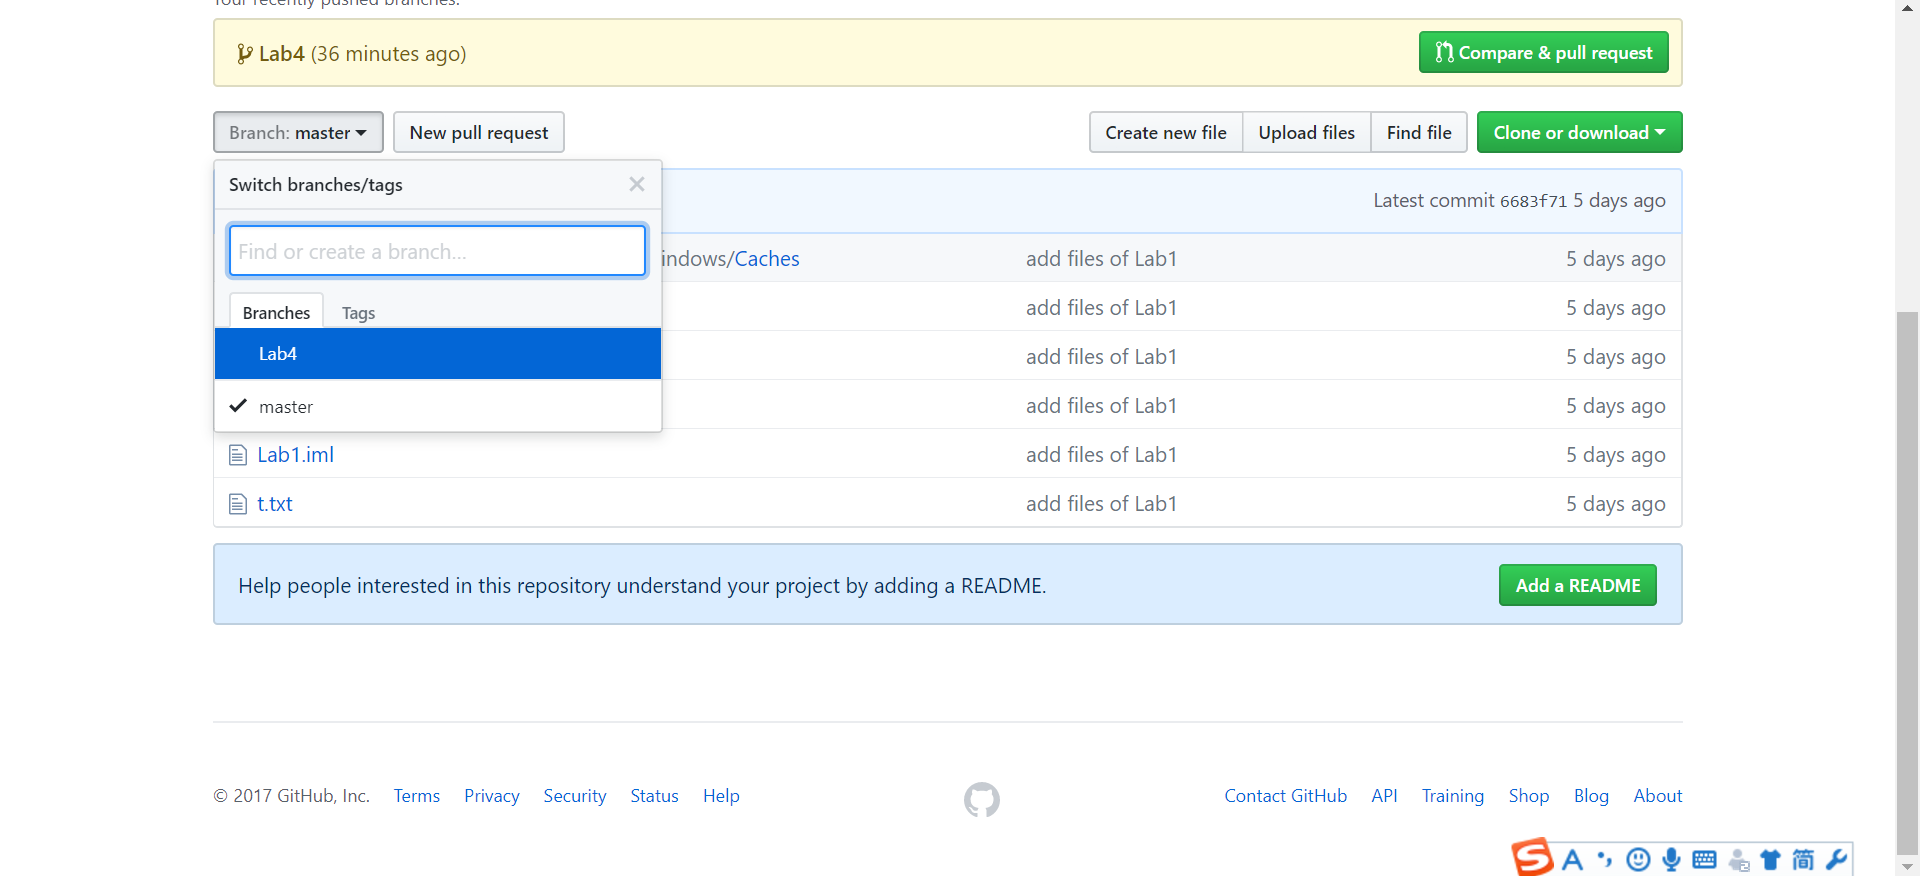 Your recently pushed branches:
Lab4 (36 minutes ago)
Compare & pull request
Branch: master
New pull request
Create new file
Upload files
Find file
Clone or download
Switch branches/tags
Latest commit 6683f71 5 days ago
Find or create a branch...
indows/Caches
add files of Lab1
5 days ago
Branches
Tags
add files of Lab1
5 days ago
Lab4
add files of Lab1
5 days ago
master
add files of Lab1
5 days ago
Lab1.iml
add files of Lab1
5 days ago
t.txt
add files of Lab1
5 days ago
Help people interested in this repository understand your project by adding a README.
Add a README
© 2017 GitHub, Inc.
Terms
Privacy
Security
Status
Help
Contact GitHub
API
Training
Shop
Blog
About
S A 简